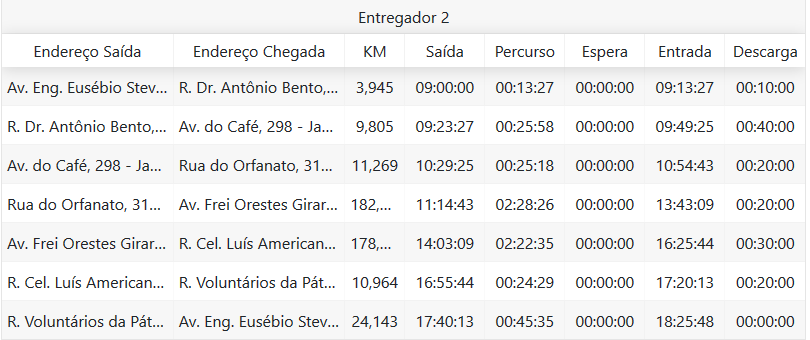 Entregador 2
Endereço Saída Endereço Chegada KM Saída Percurso Espera Entrada Descarga
Av. Eng. Eusébio Stev... R. Dr. Antônio Bento,... 3,945 09:00:00 00:13:27 00:00:00 09:13:27 00:10:00
R. Dr. Antônio Bento,... Av. do Café, 298 - Ja... 9,805 09:23:27 00:25:58 00:00:00 09:49:25 00:40:00
Av. do Café, 298 - Ja... Rua do Orfanato, 31... 11,269 10:29:25 00:25:18 00:00:00 10:54:43 00:20:00
Rua do Orfanato, 31... Av. Frei Orestes Girar... 182,... 11:14:43 02:28:26 00:00:00 13:43:09 00:20:00
Av. Frei Orestes Girar... R. Cel. Luís American... 178,... 14:03:09 02:22:35 00:00:00 16:25:44 00:30:00
R. Cel. Luís American... R. Voluntários da Pát... 10,964 16:55:44 00:24:29 00:00:00 17:20:13 00:20:00
R. Voluntários da Pát... Av. Eng. Eusébio Stev... 24,143 17:40:13 00:45:35 00:00:00 18:25:48 00:00:00